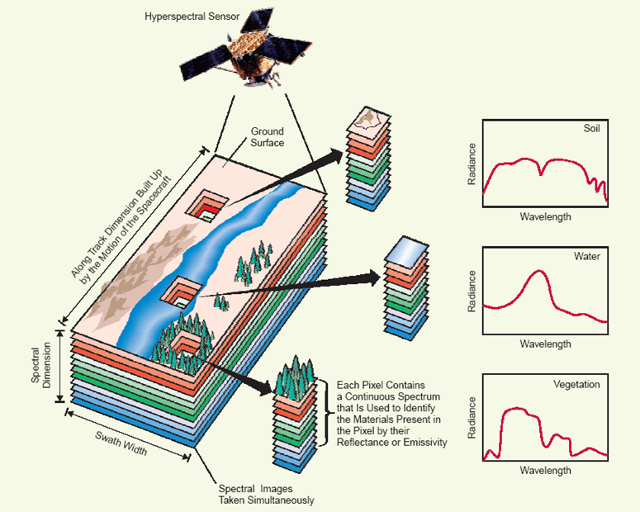 Hyperspectral Sensor
Ground
Surface
Along Track Dimension Built Up
by the Motion of the Spacecraft
Spectral
Dimension
Swath Width
Spectral Images
Taken Simultaneously
Each Pixel Contains
a Continuous Spectrum
that Is Used to Identify
the Materials Present in
the Pixel by their
Reflectance or Emissivity
Soil
Radiance
Wavelength
Water
Radiance
Wavelength
Vegetation
Radiance
Wavelength